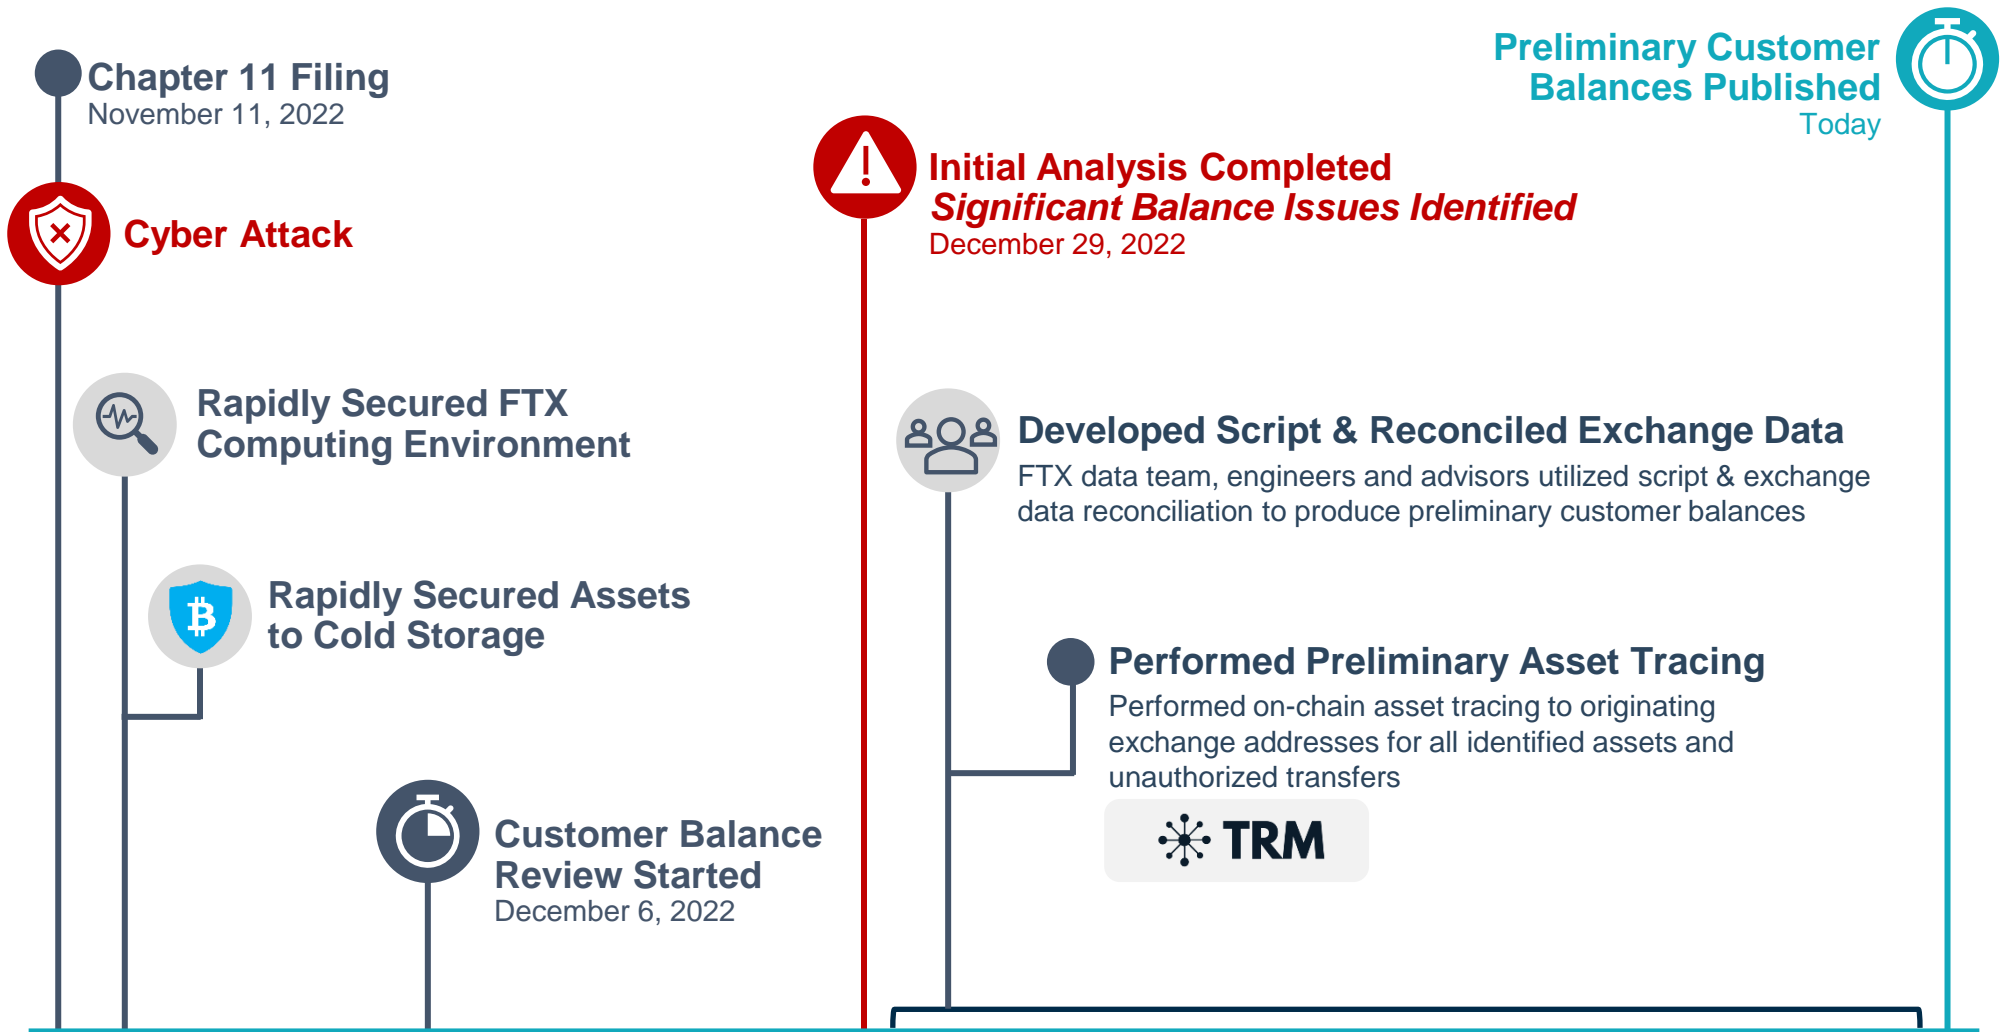 Chapter 11 Filing
November 11, 2022
Cyber Attack
Rapidly Secured FTX
Computing Environment
Rapidly Secured Assets
to Cold Storage
Customer Balance
Review Started
December 6, 2022
Initial Analysis Completed
Significant Balance Issues Identified
December 29, 2022
Developed Script & Reconciled Exchange Data
FTX data team, engineers and advisors utilized script & exchange
data reconciliation to produce preliminary customer balances
Performed Preliminary Asset Tracing
Performed on-chain asset tracing to originating
exchange addresses for all identified assets and
unauthorized transfers
TRM
Preliminary Customer
Balances Published
Today